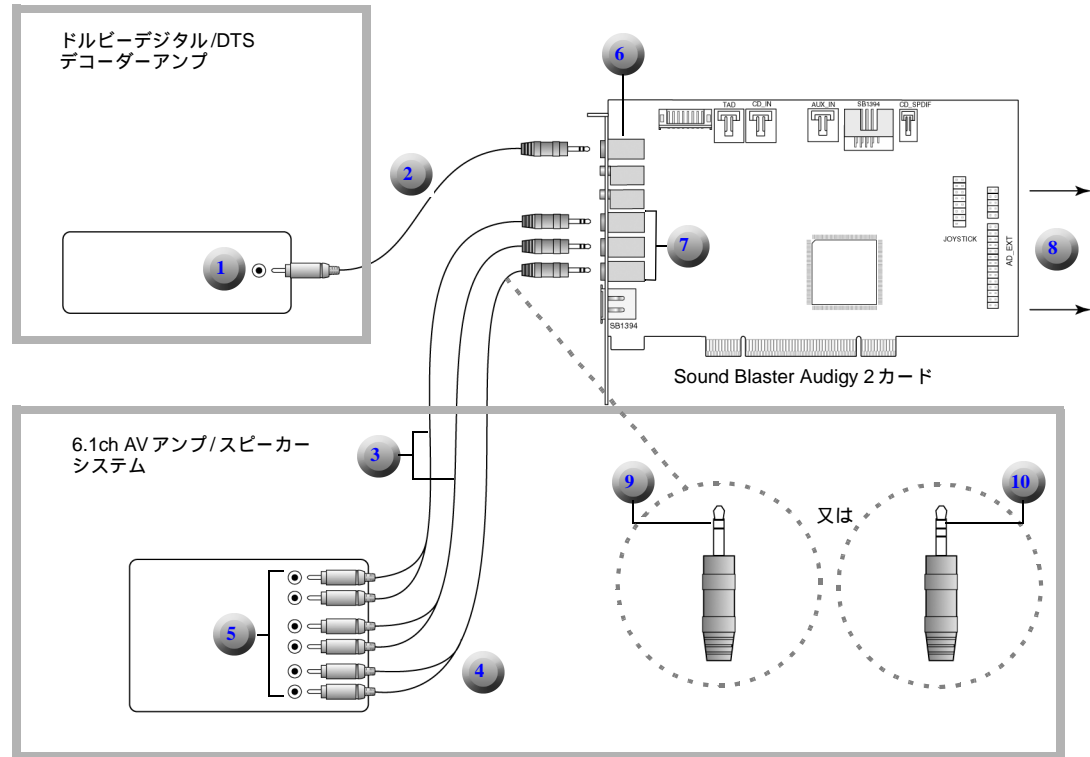 ドルビーデジタル/DTS
デコーダーアンプ
6
TAD CD_IN AUX_IN SB1394 CD_SPDIF
2
7
JOYSTICK
AD_EXT
8
1
SB1394
Sound Blaster Audigy 2 カード
6.1ch AV アンプ / スピーカー
システム
3
9
又は
10
5
4